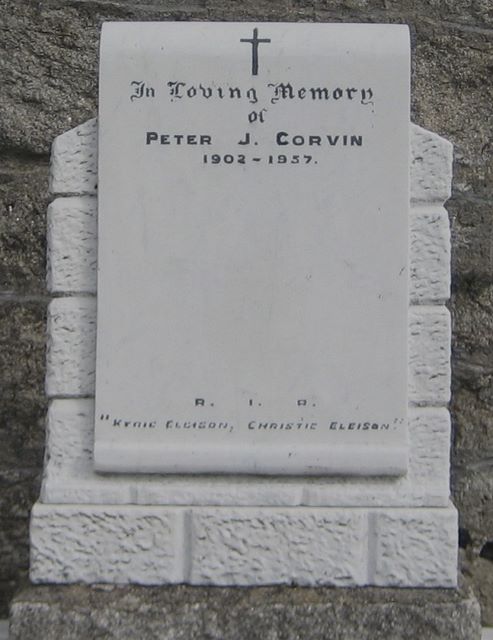 In Loving Memory
of
PETER J. CORVIN
1902-1957.
R. I. P.
"KYRIE ELEISON, CHRISTIE ELEISON"